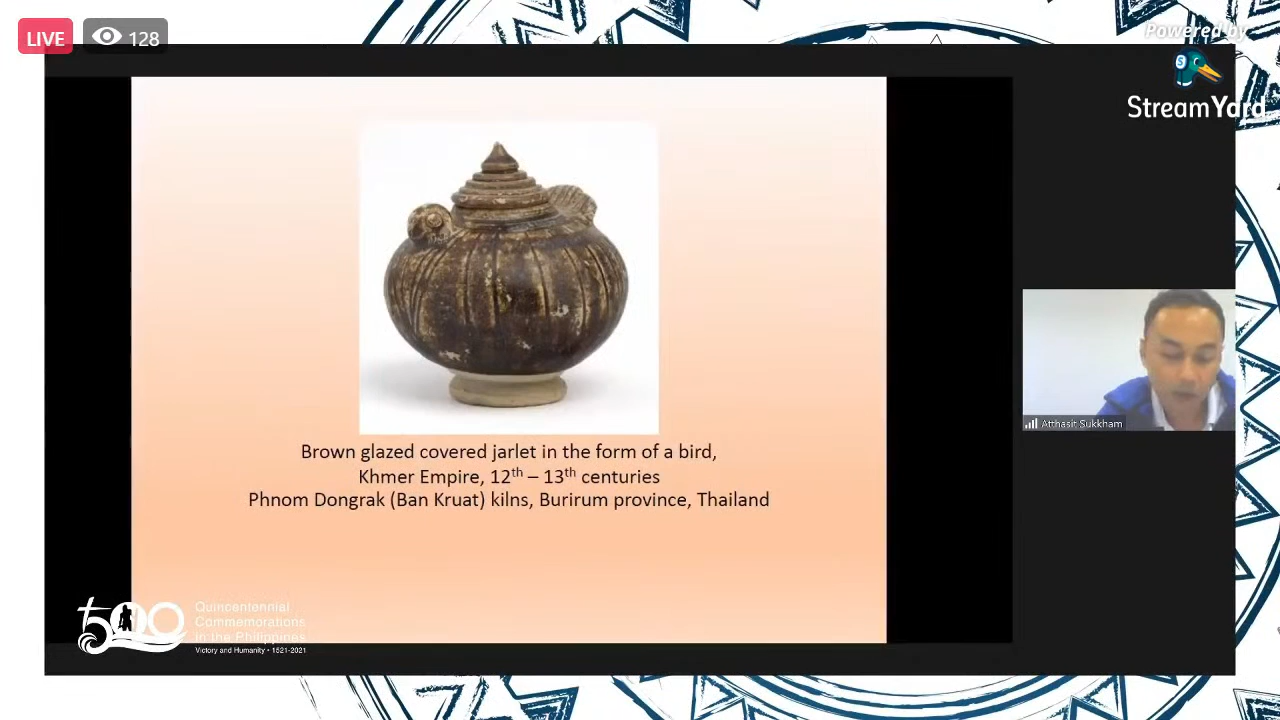 LIVE
128
Powered by
S
StreamYard
Brown glazed covered jarlet in the form of a bird,
Khmer Empire, 12th – 13th centuries
Phnom Dongrak (Ban Kruat) kilns, Burirum province, Thailand
Atthasit Sukkham
500
Quincentennial
Commemorations
in the Philippines
Victory and Humanity • 1521-2021